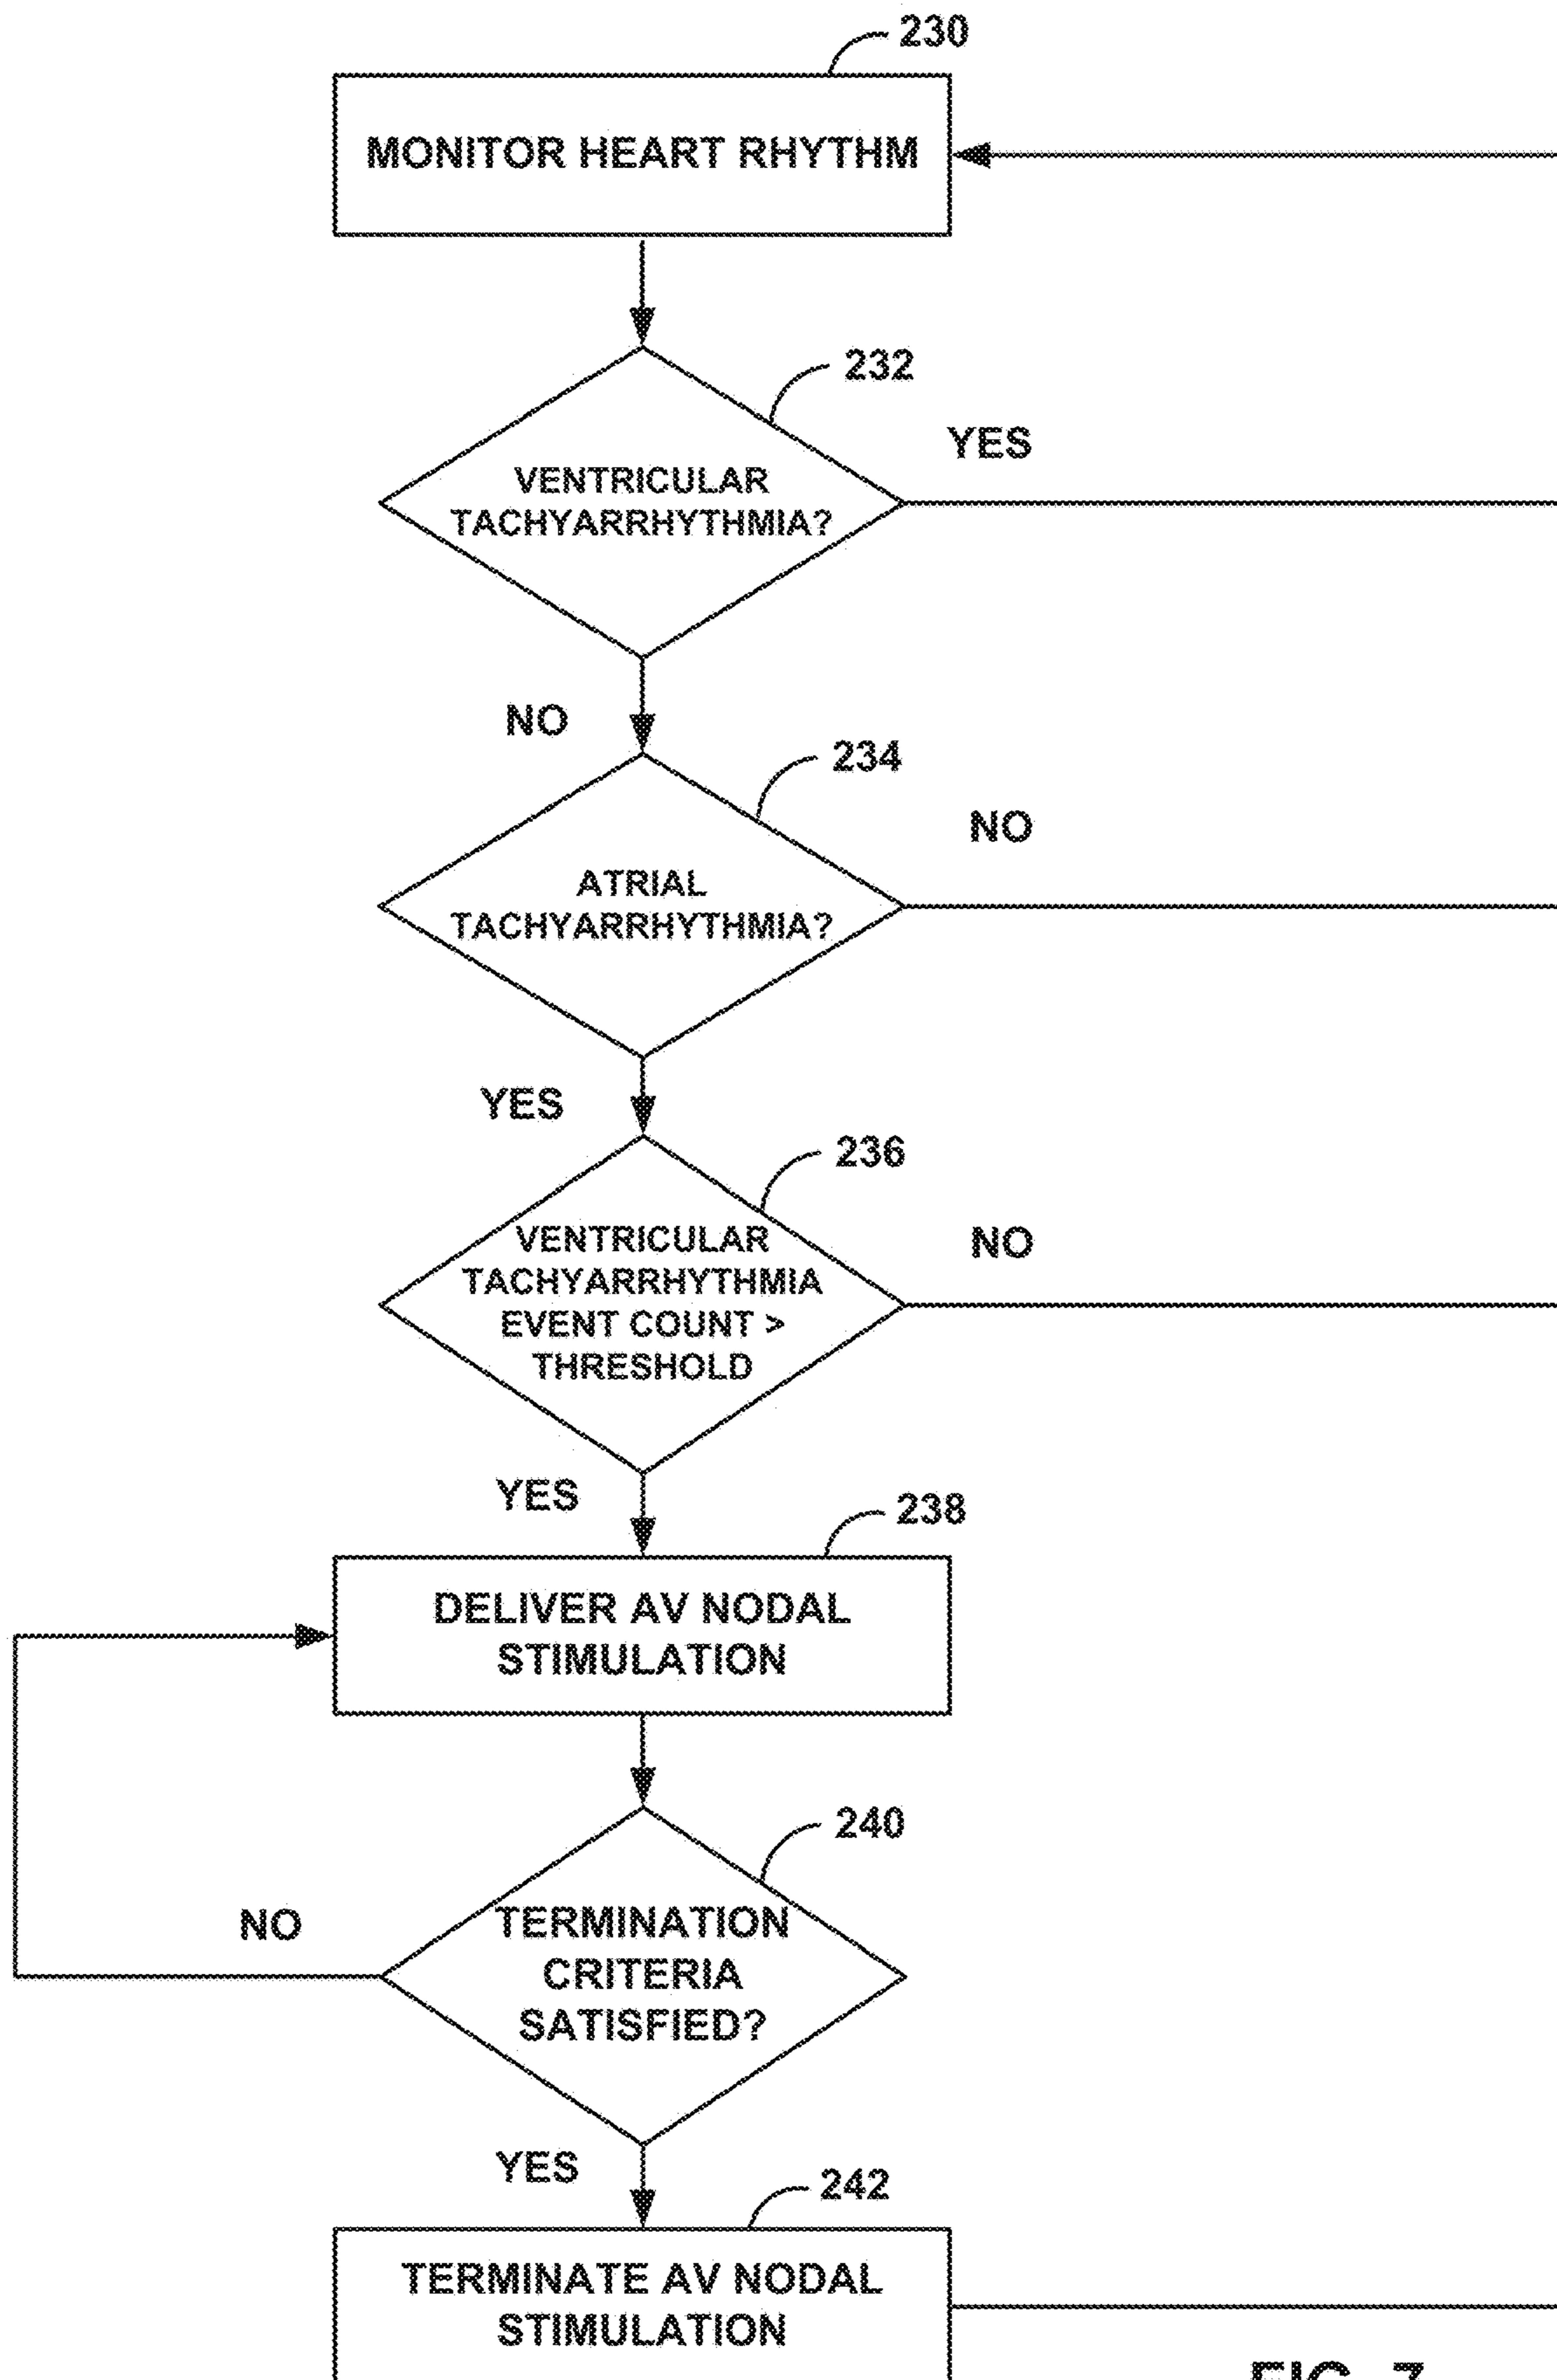 230
MONITOR HEART RHYTHM
232
YES
VENTRICULAR
TACHYARRHYTHMIA?
NO
234
NO
ATRIAL
TACHYARRHYTHMIA?
YES
236
NO
VENTRICULAR
TACHYARRHYTHMIA
EVENT COUNT >
THRESHOLD
YES
238
DELIVER AV NODAL
STIMULATION
240
NO
TERMINATION
CRITERIA
SATISFIED?
YES
242
TERMINATE AV NODAL
STIMULATION
FIG. 7